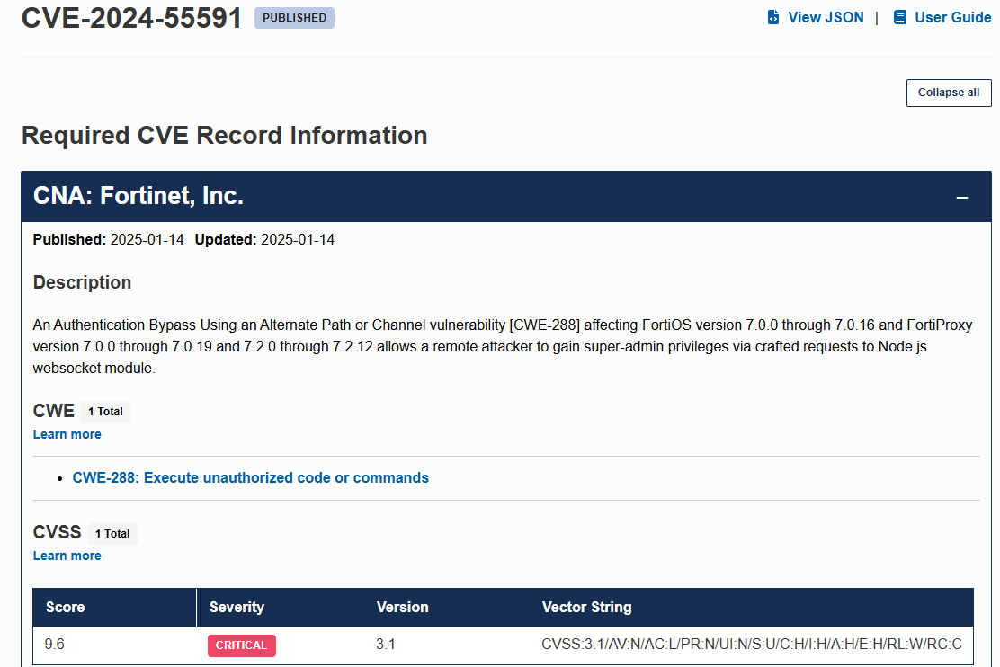 CVE-2024-55591 PUBLISHED View JSON | User Guide
Collapse all
Required CVE Record Information
CNA: Fortinet, Inc. –
Published: 2025-01-14 Updated: 2025-01-14
Description
An Authentication Bypass Using an Alternate Path or Channel vulnerability [CWE-288] affecting FortiOS version 7.0.0 through 7.0.16 and FortiProxy
version 7.0.0 through 7.0.19 and 7.2.0 through 7.2.12 allows a remote attacker to gain super-admin privileges via crafted requests to Node.js
websocket module.
CWE 1 Total
Learn more
• CWE-288: Execute unauthorized code or commands
CVSS 1 Total
Learn more
Score Severity Version Vector String
9.6 CRITICAL 3.1 CVSS:3.1/AV:N/AC:L/PR:N/UI:N/S:U/C:H/I:H/A:H/E:H/RL:W/RC:C